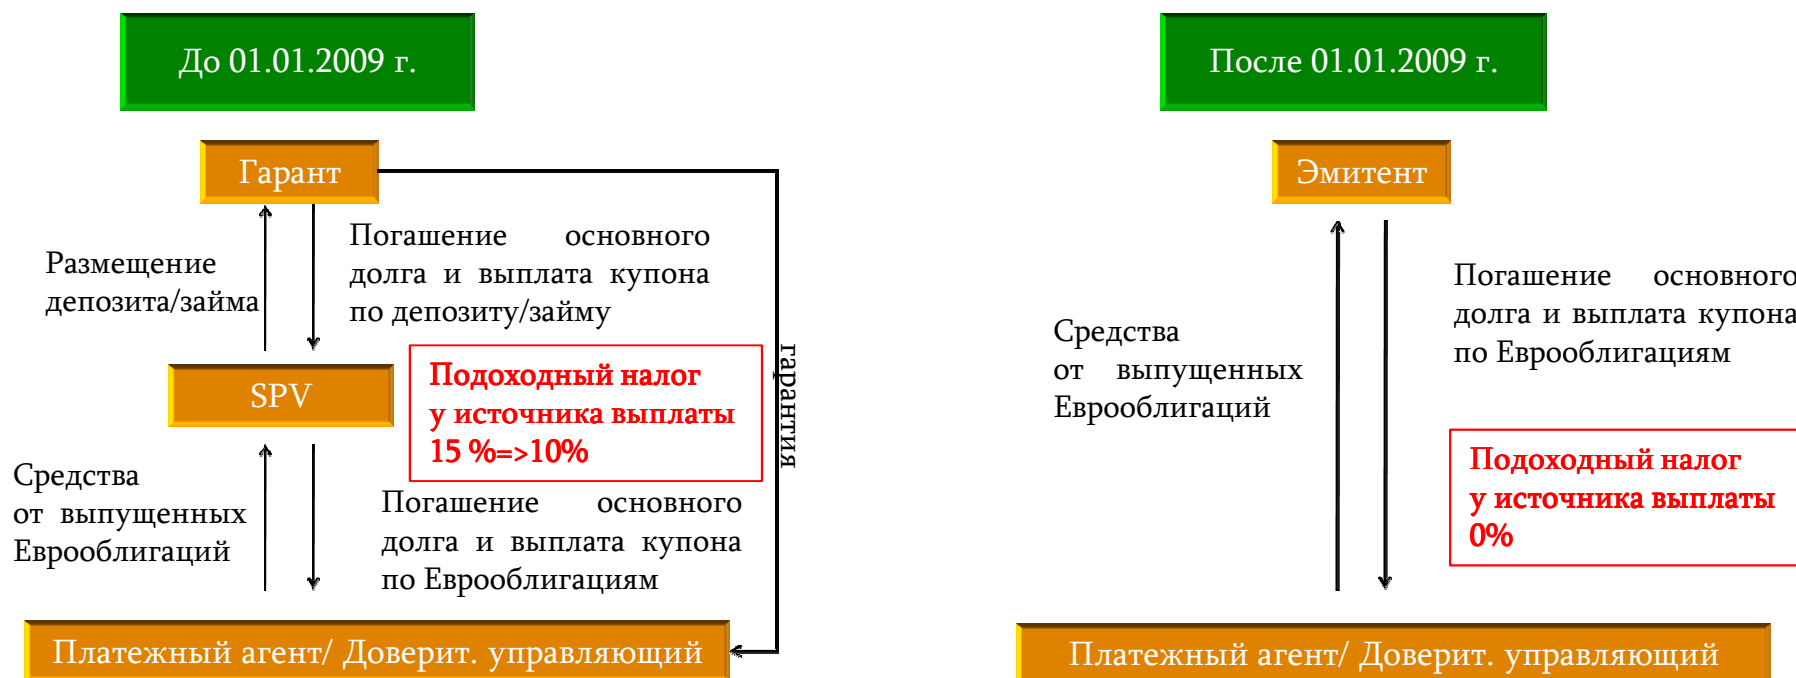 До 01.01.2009 г.
Гарант
Размещение
депозита/займа
Погашение основного
долга и выплата купона
по депозиту/займу
гарантия
SPV
Подоходный налог
у источника выплаты
15 %=>10%
Средства
от выпущенных
Еврооблигаций
Погашение основного
долга и выплата купона
по Еврооблигациям
Платежный агент/ Доверит. управляющий
После 01.01.2009 г.
Эмитент
Средства
от выпущенных
Еврооблигаций
Погашение основного
долга и выплата купона
по Еврооблигациям
Подоходный налог
у источника выплаты
0%
Платежный агент/ Доверит. управляющий